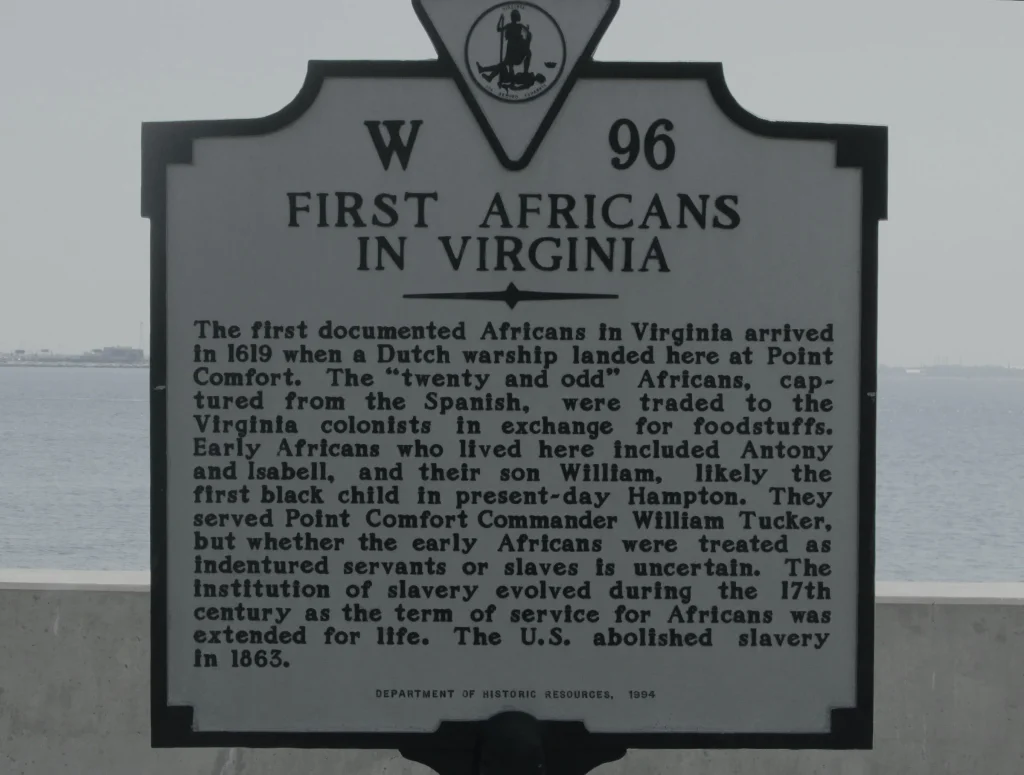 W 96
FIRST AFRICANS
IN VIRGINIA
The first documented Africans in Virginia arrived
in 1619 when a Dutch warship landed here at Point
Comfort. The “twenty and odd” Africans, cap-
tured from the Spanish, were traded to the
Virginia colonists in exchange for foodstuffs.
Early Africans who lived here included Antony
and Isabell, and their son William, likely the
first black child in present-day Hampton. They
served Point Comfort Commander William Tucker,
but whether the early Africans were treated as
indentured servants or slaves is uncertain. The
institution of slavery evolved during the 17th
century as the term of service for Africans was
extended for life. The U.S. abolished slavery
in 1863.
DEPARTMENT OF HISTORIC RESOURCES, 1994